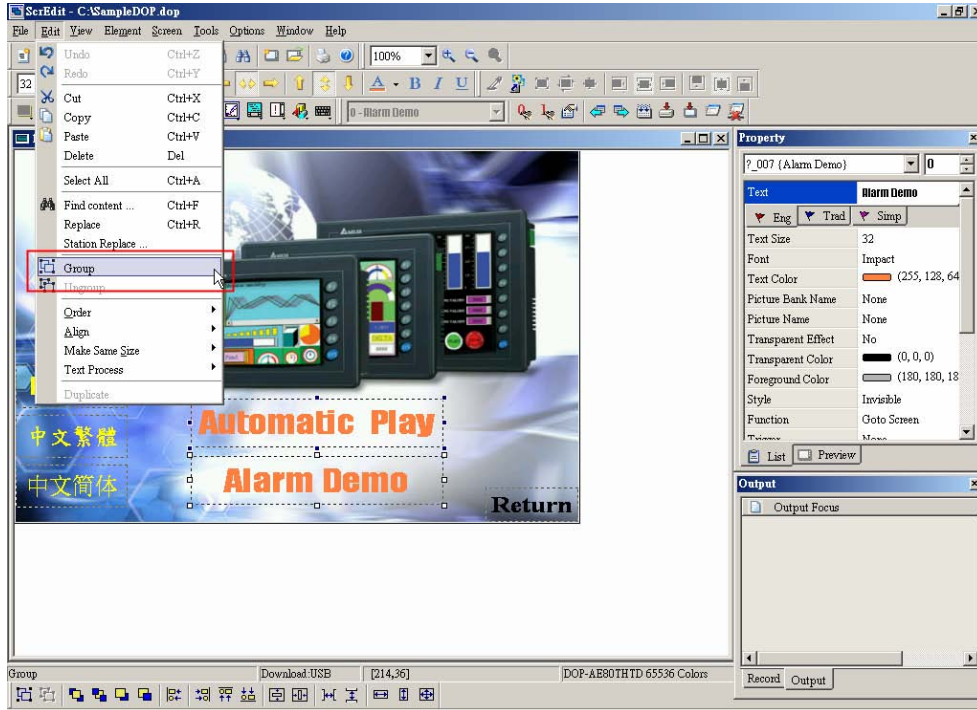 ScrEdit - C:\SampleDOP.dop
File Edit View Element Screen Tools Options Window Help
Undo Ctrl+Z
Redo Ctrl+Y
Cut Ctrl+X
Copy Ctrl+C
Paste Ctrl+V
Delete Del
Select All Ctrl+A
Find content ... Ctrl+F
Replace Ctrl+R
Station Replace ...
Group
Ungroup
Order
Align
Make Same Size
Text Process
Duplicate
100%
32
A B I U
0 - Alarm Demo
Automatic Play
中文繁體
Alarm Demo
中文简体
Return
Property
?_007 {Alarm Demo} 0
Text Alarm Demo
Eng Trad Simp
Text Size 32
Font Impact
Text Color (255, 128, 64
Picture Bank Name None
Picture Name None
Transparent Effect No
Transparent Color (0, 0, 0)
Foreground Color (180, 180, 18
Style Invisible
Function Goto Screen
Trigger None
List Preview
Output
Output Focus
Record Output
Group Download:USB [214,36] DOP-AE80THTD 65536 Colors